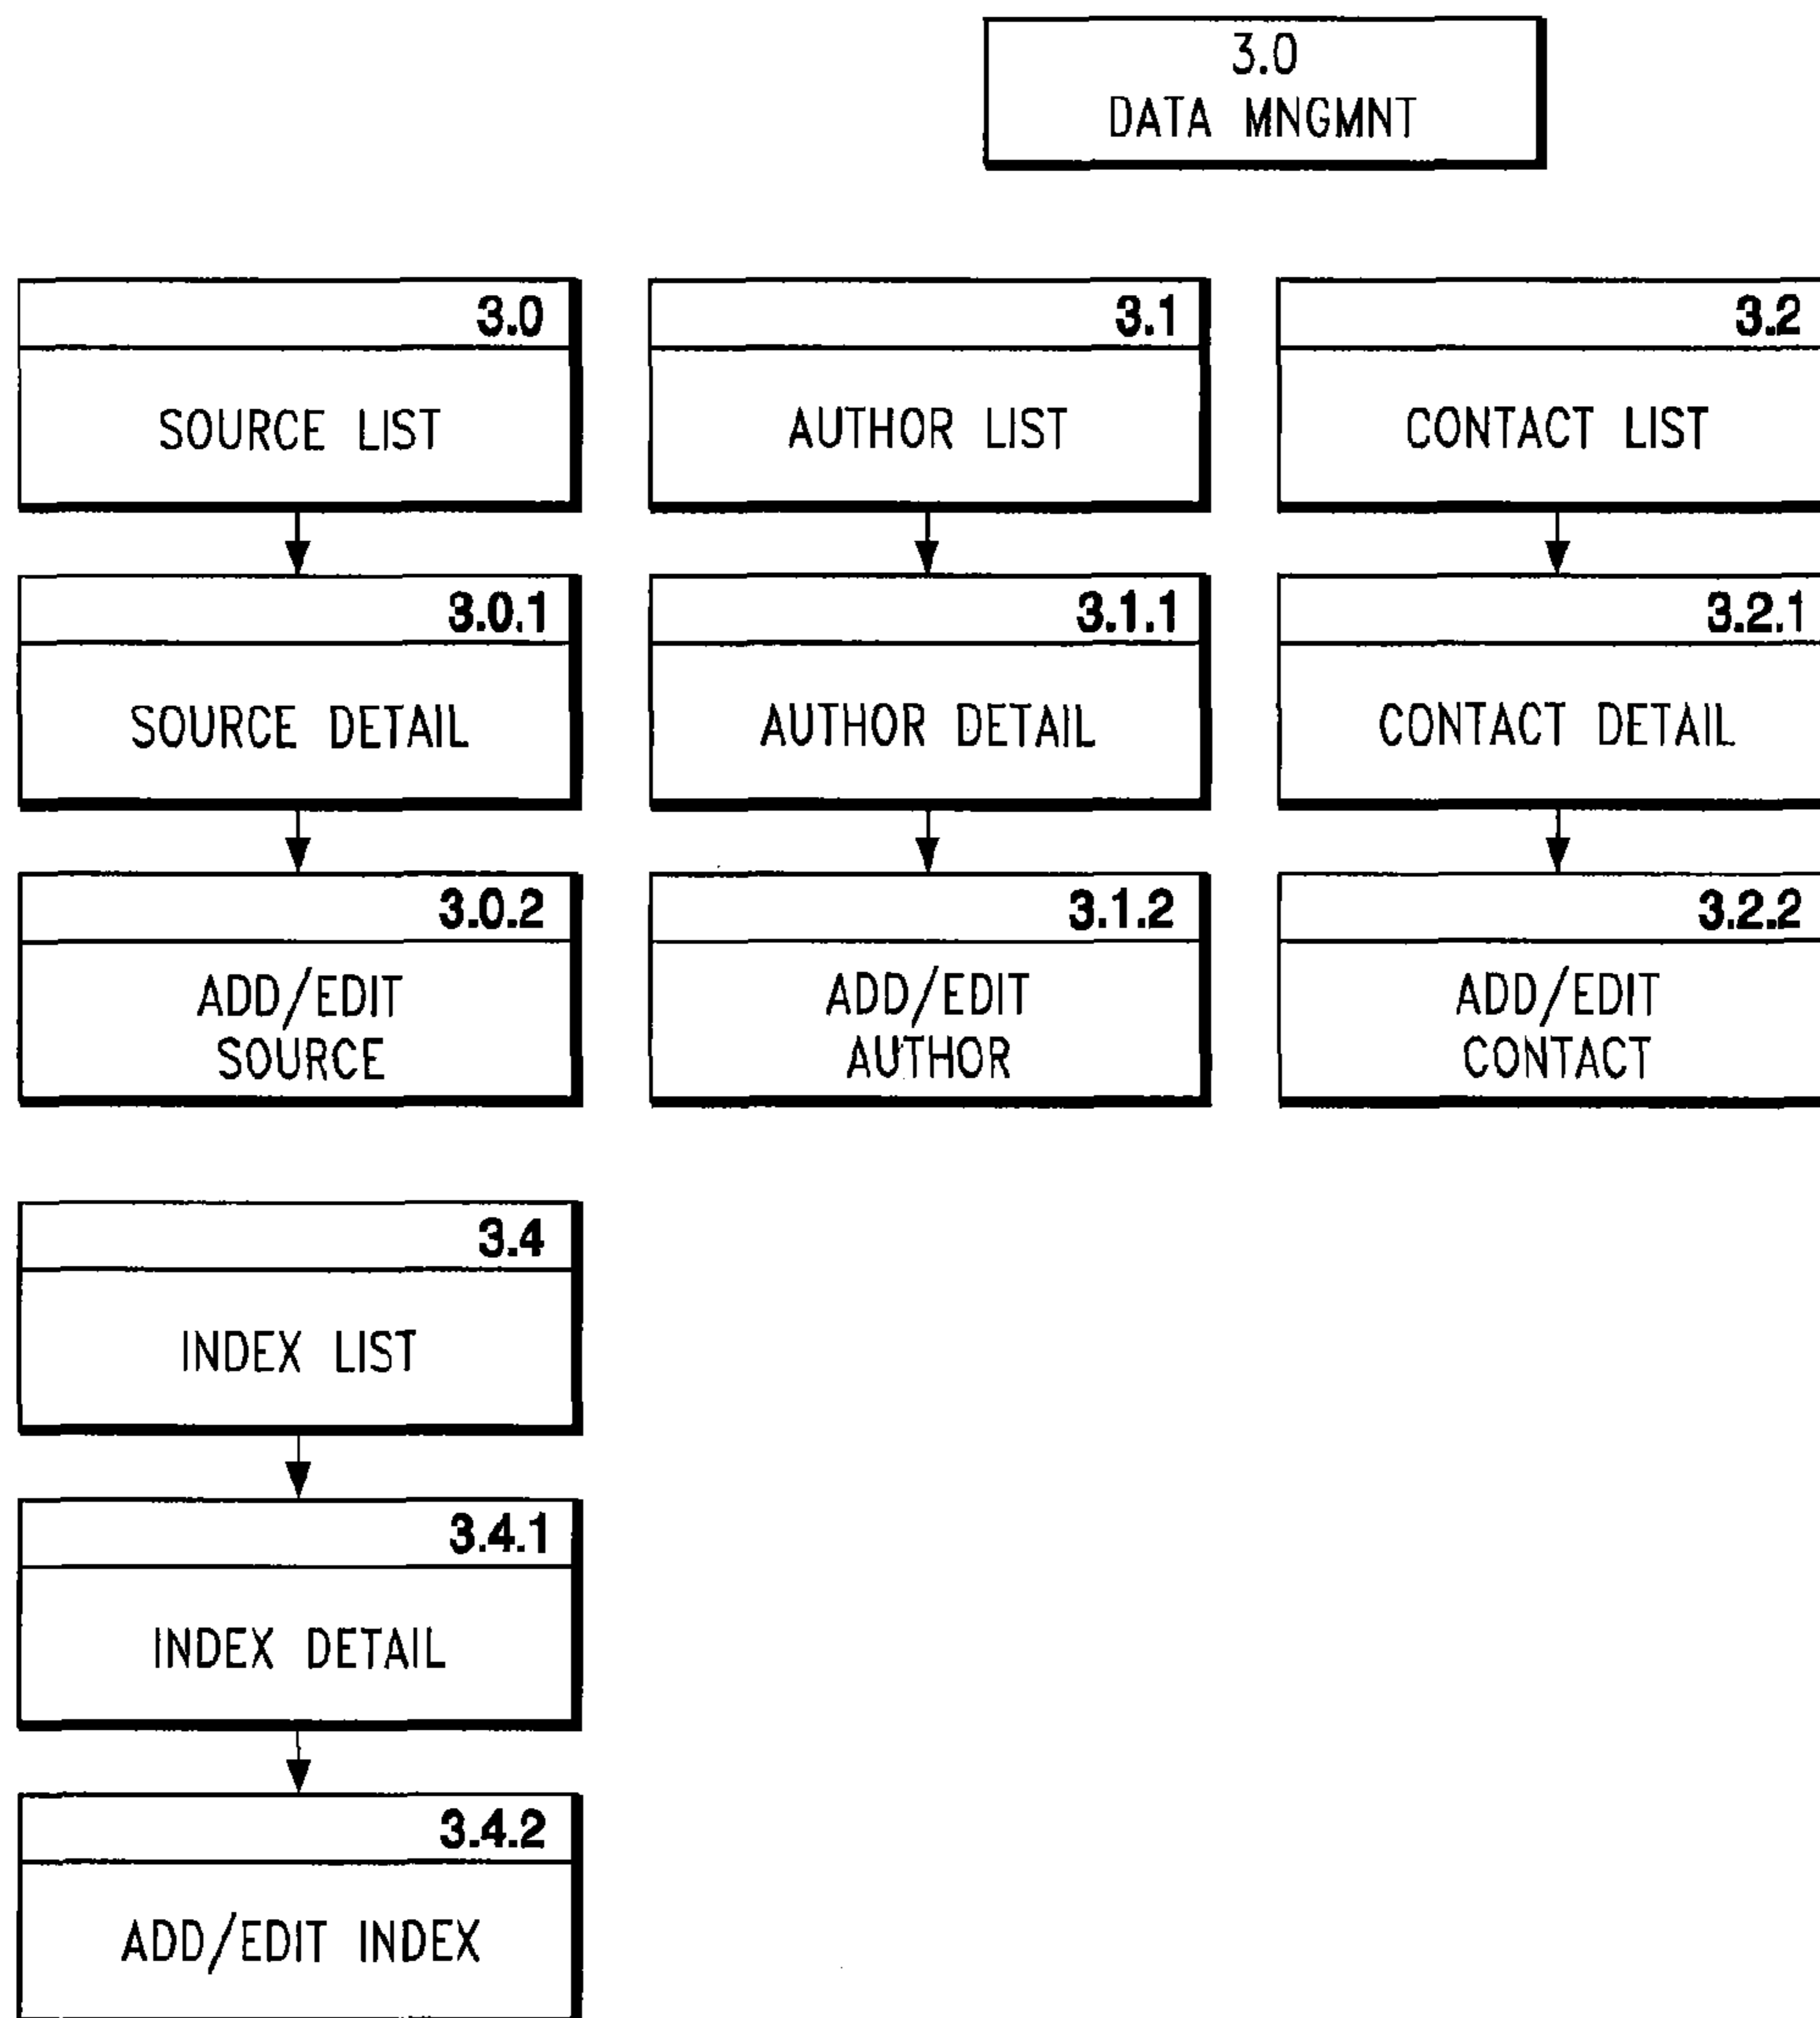 3.0
DATA MNGMNT
3.0
SOURCE LIST
3.1
AUTHOR LIST
3.2
CONTACT LIST
3.0.1
SOURCE DETAIL
3.1.1
AUTHOR DETAIL
3.2.1
CONTACT DETAIL
3.0.2
ADD/EDIT
SOURCE
3.1.2
ADD/EDIT
AUTHOR
3.2.2
ADD/EDIT
CONTACT
3.4
INDEX LIST
3.4.1
INDEX DETAIL
3.4.2
ADD/EDIT INDEX